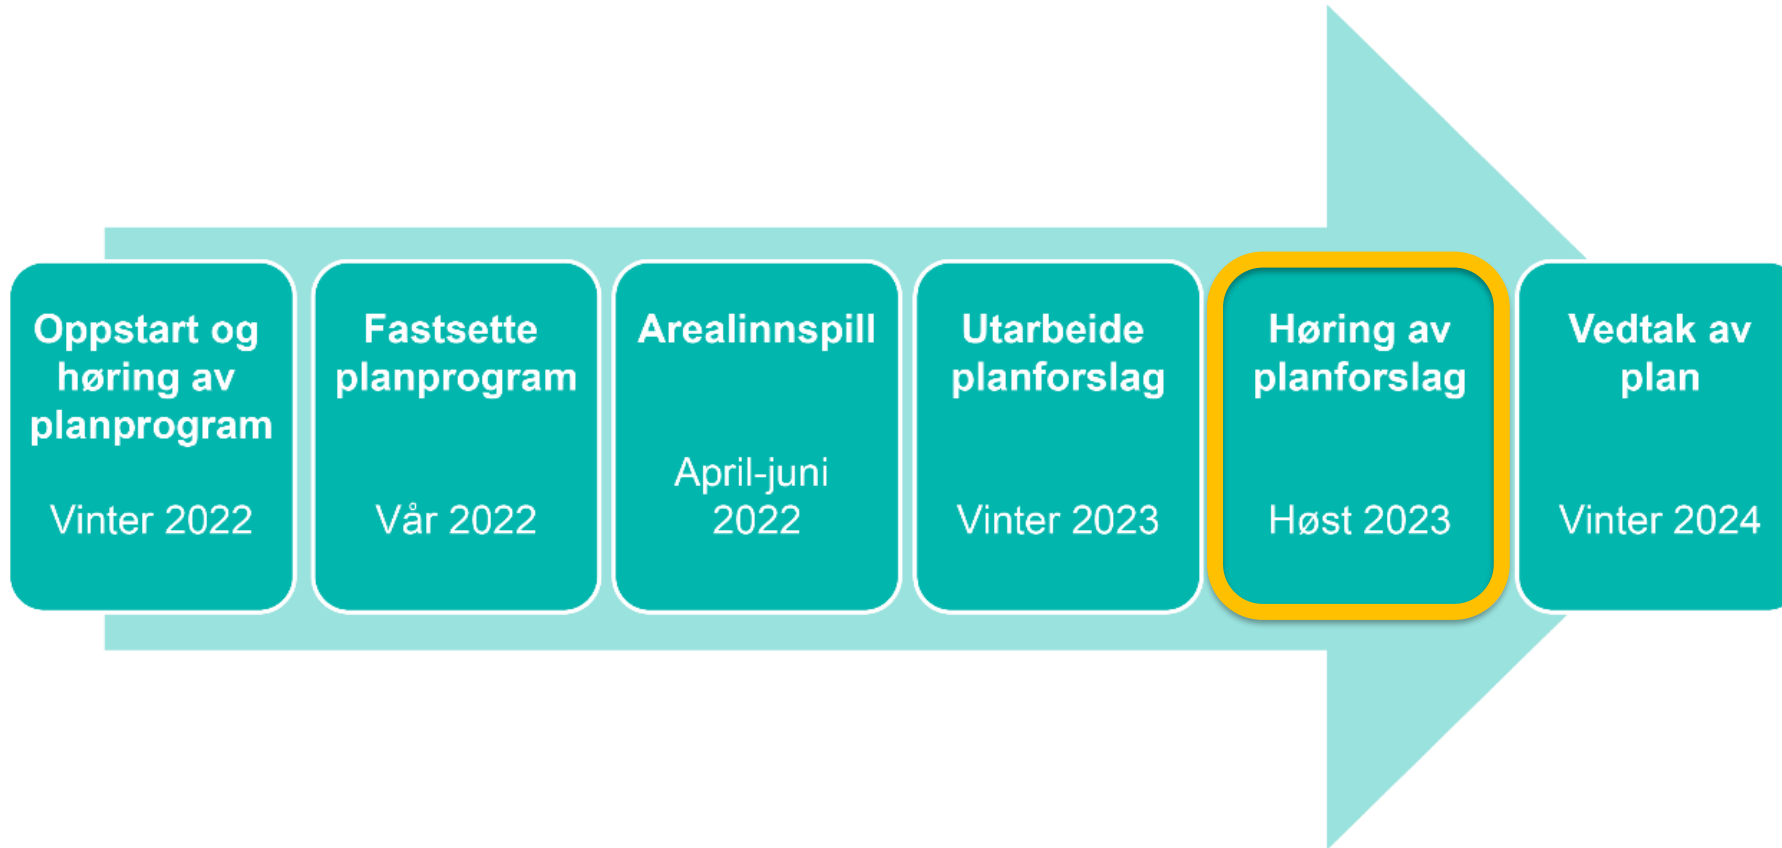 Oppstart og
høring av
planprogram
Vinter 2022
Fastsette
planprogram
Vår 2022
Arealinnspill
April-juni
2022
Utarbeide
planforslag
Vinter 2023
Høring av
planforslag
Høst 2023
Vedtak av
plan
Vinter 2024